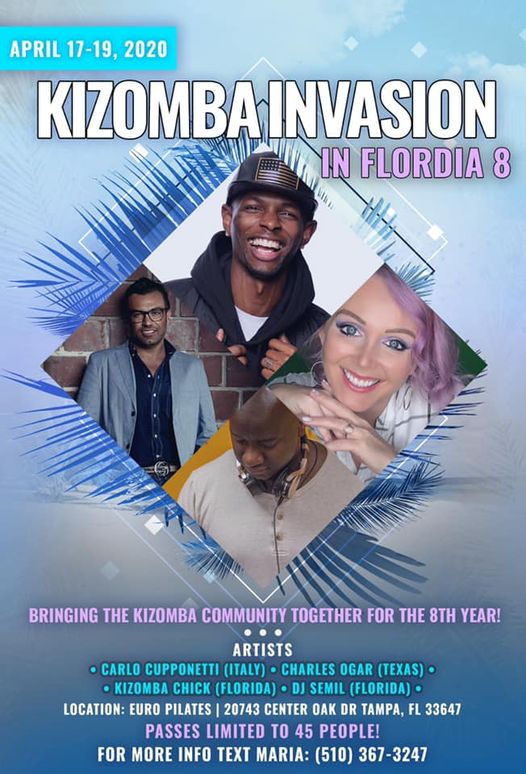 APRIL 17-19, 2020
KIZOMBA INVASION
IN FLORDIA 8
BRINGING THE KIZOMBA COMMUNITY TOGETHER FOR THE 8TH YEAR!
• • •
ARTISTS
• CARLO CUPPONETTI (ITALY) • CHARLES OGAR (TEXAS) •
• KIZOMBA CHICK (FLORIDA) • DJ SEMIL (FLORIDA) •
LOCATION: EURO PILATES | 20743 CENTER OAK DR TAMPA, FL 33647
PASSES LIMITED TO 45 PEOPLE!
FOR MORE INFO TEXT MARIA: (510) 367-3247